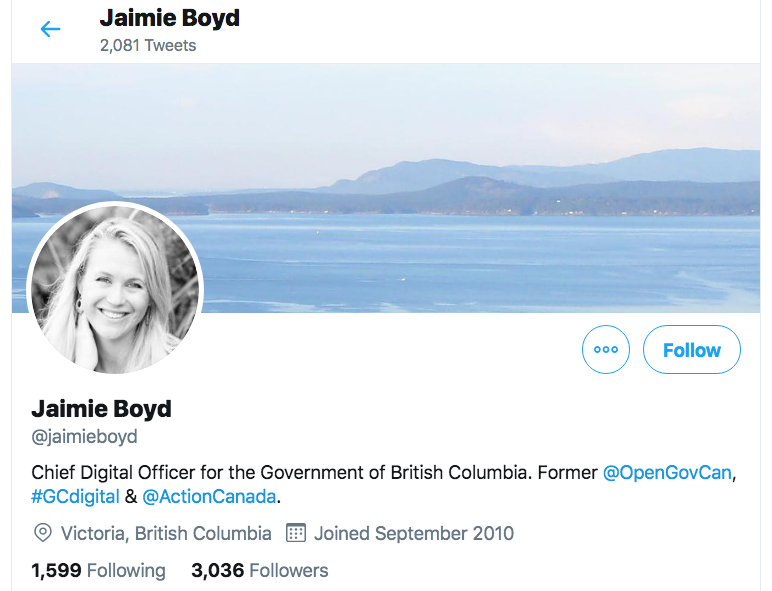 Jaimie Boyd
2,081 Tweets
Follow
Jaimie Boyd
@jaimieboyd
Chief Digital Officer for the Government of British Columbia. Former @OpenGovCan,
#GCdigital & @ActionCanada.
Victoria, British Columbia Joined September 2010
1,599 Following 3,036 Followers